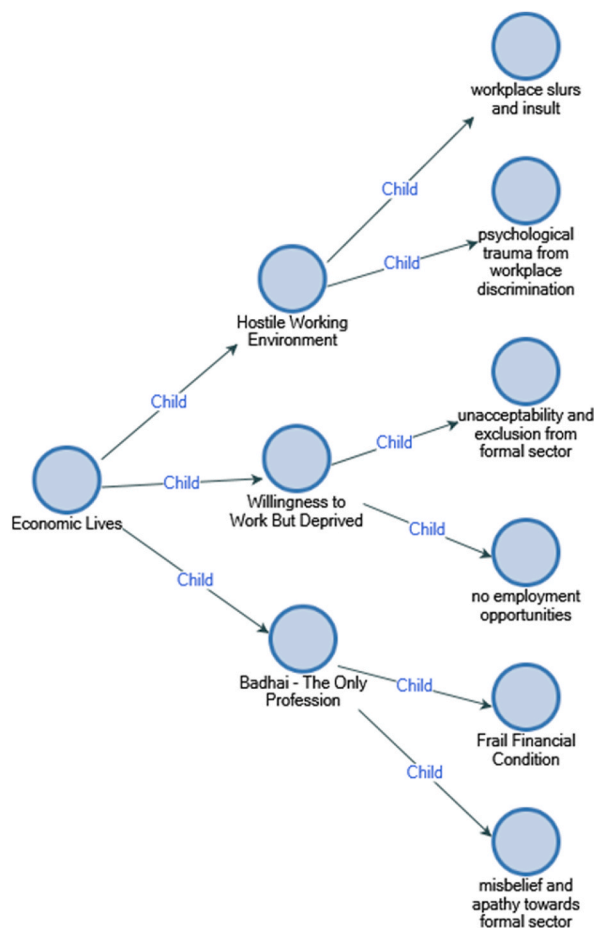 workplace slurs
and insult
Child
psychological
trauma from
workplace
discrimination
Child
Hostile Working
Environment
Child
unacceptability and
exclusion from
formal sector
Child
Child
Willingness to
Work But Deprived
Economic Lives
Child
no employment
opportunities
Child
Badhai - The Only
Profession
Child
Frail Financial
Condition
Child
misbelief and
apathy towards
formal sector